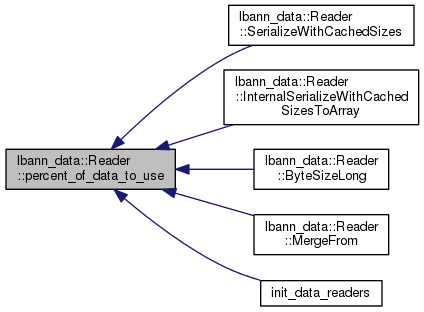 lbann_data::Reader
::percent_of_data_to_use
lbann_data::Reader
::SerializeWithCachedSizes
lbann_data::Reader
::InternalSerializeWithCached
SizesToArray
lbann_data::Reader
::ByteSizeLong
lbann_data::Reader
::MergeFrom
init_data_readers